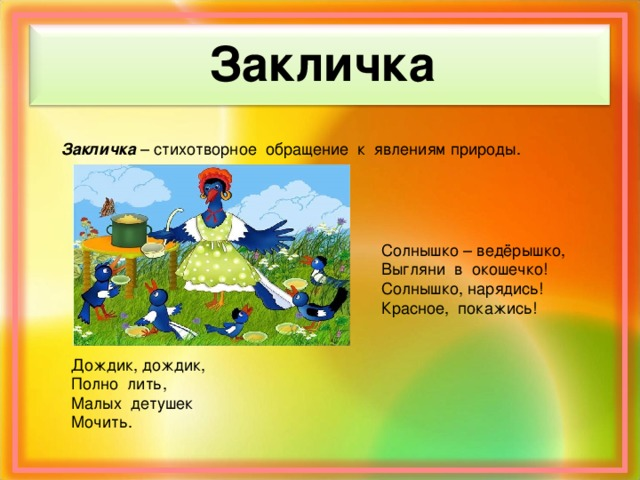 Закличка
Закличка – стихотворное обращение к явлениям природы.
Солнышко – ведёрышко,
Выгляни в окошечко!
Солнышко, нарядись!
Красное, покажись!
Дождик, дождик,
Полно лить,
Малых детушек
Мочить.